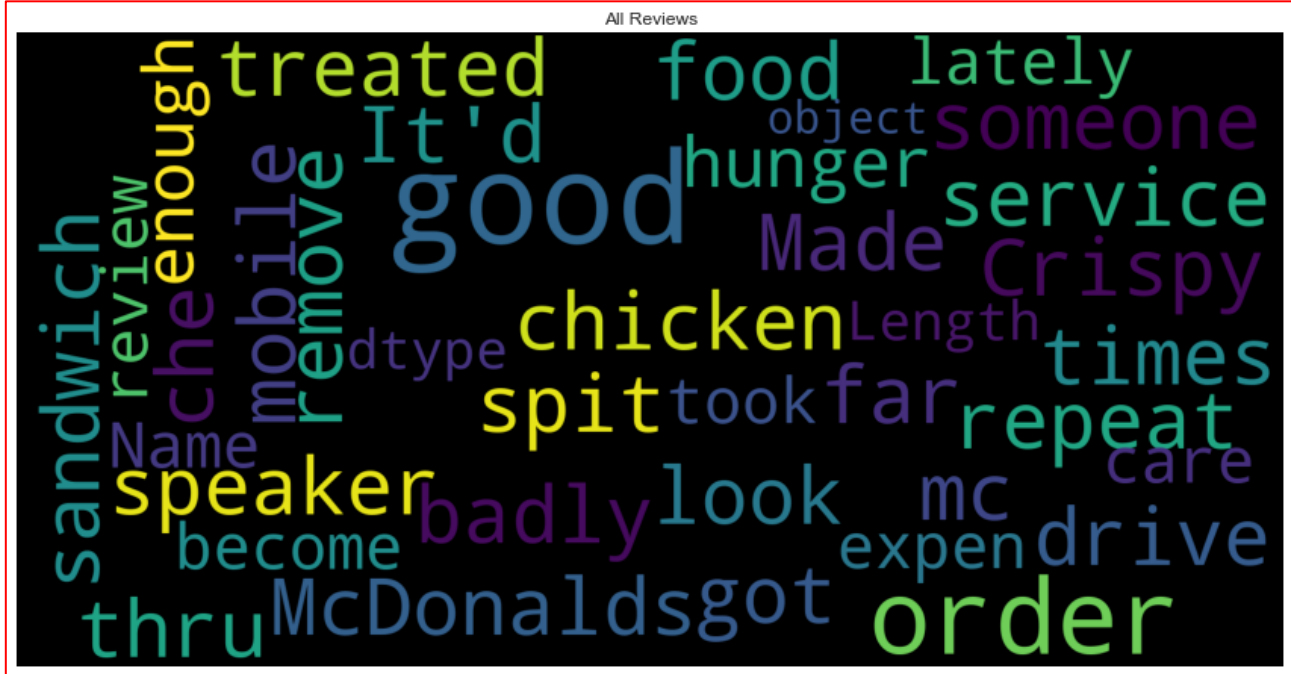 All Reviews
treated
food
lately
enough
It'd
object
someone
good
hunger
service
mobile
remove
review
sandwich
che
Made
Crispy
chicken
Length
dtype
times
spit
took
far
repeat
Name
speaker
badly
look
mc
care
become
expen
drive
thru
McDonalds
got
order